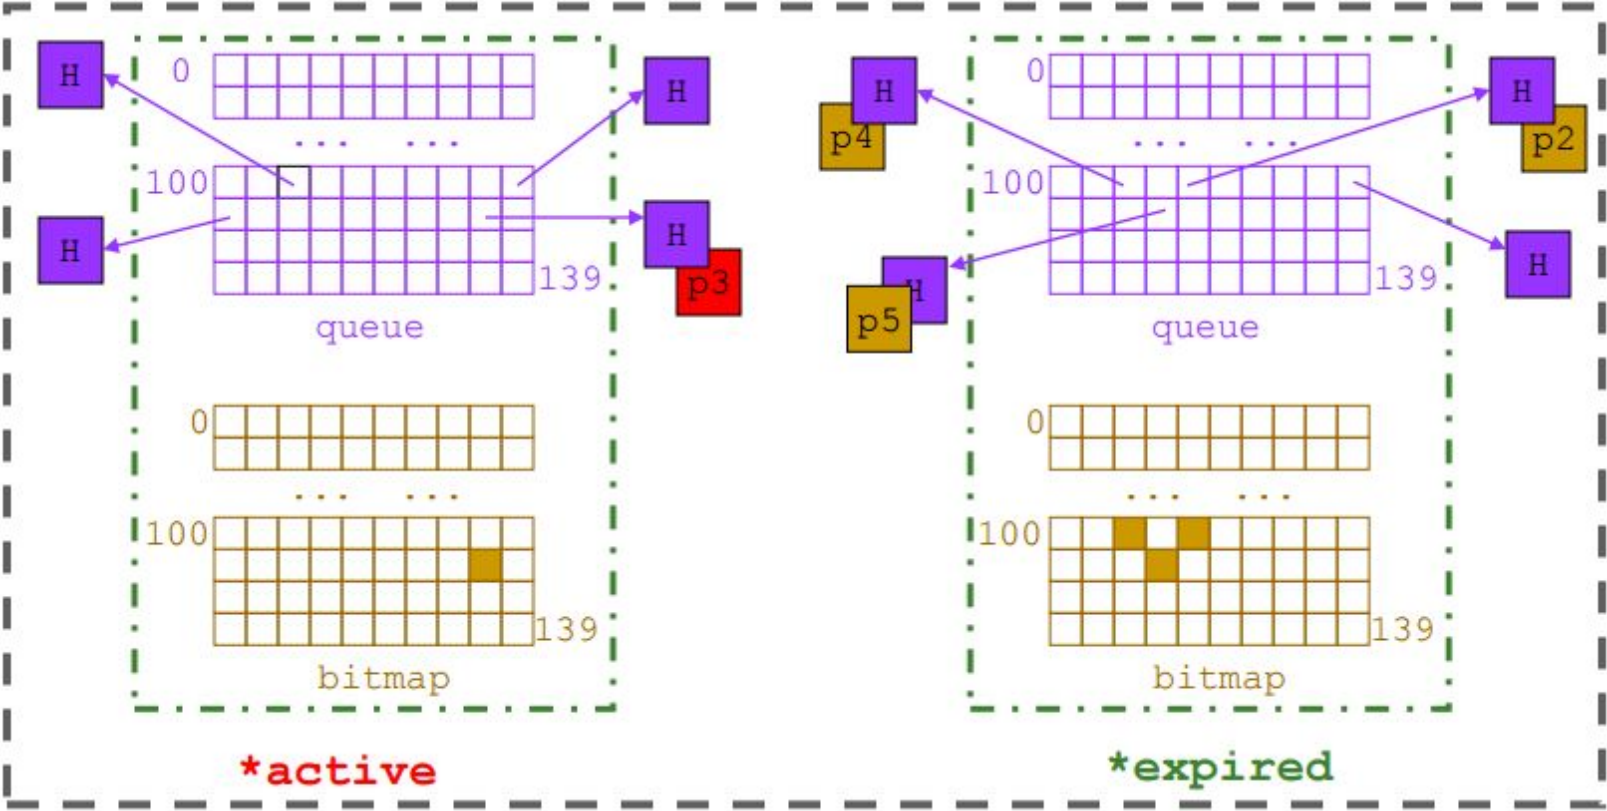 H
0
H
100
H
H
p3
139
queue
0
... ...
100
139
bitmap
*active
H
p4
0
H
p2
... ...
100
H
p5
H
139
queue
0
... ...
100
139
bitmap
*expired